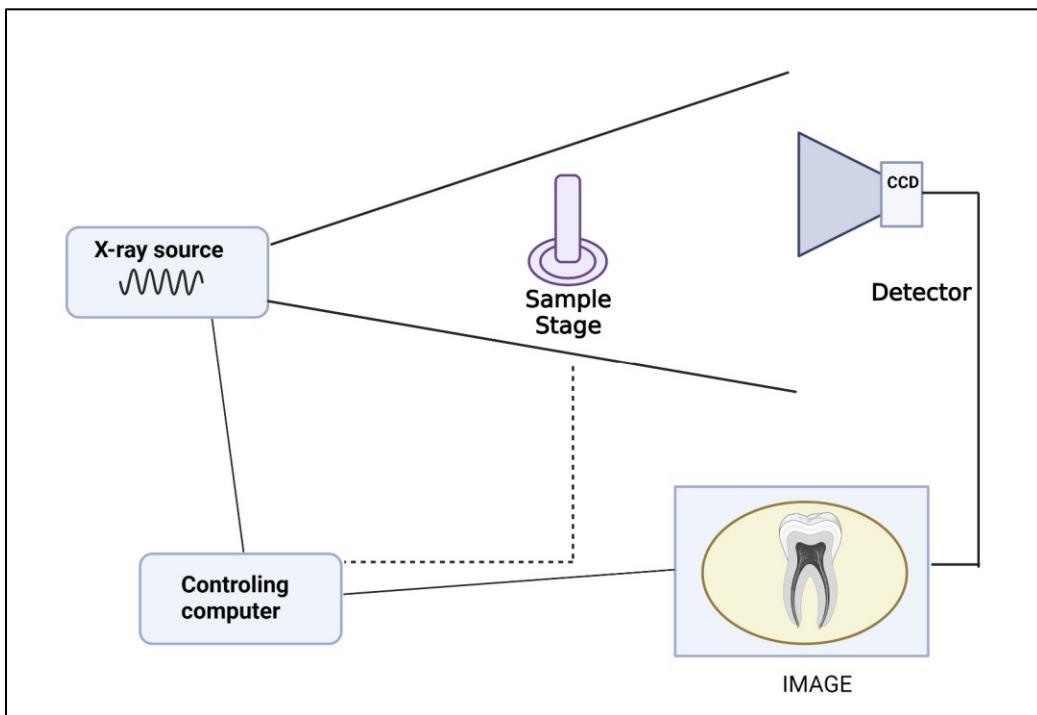 X-ray source
CCD
Detector
Sample
Stage
Controling
computer
IMAGE